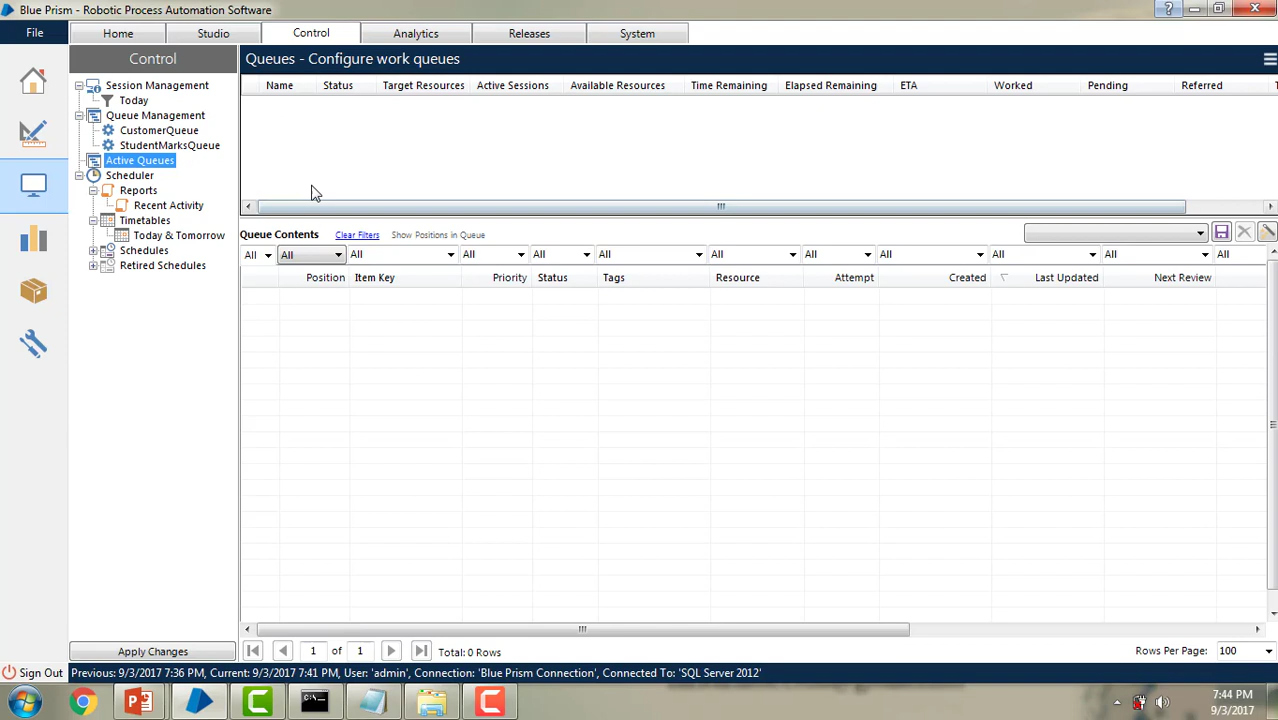 Blue Prism - Robotic Process Automation Software
File
Home
Studio
Control
Analytics
Releases
System
Control
Session Management
Today
Queue Management
CustomerQueue
StudentMarksQueue
Active Queues
Scheduler
Reports
Recent Activity
Timetables
Today & Tomorrow
Schedules
Retired Schedules
Apply Changes
Queues - Configure work queues
Name Status Target Resources Active Sessions Available Resources Time Remaining Elapsed Remaining ETA Worked Pending Referred T
Queue Contents Clear Filters Show Positions in Queue
All All All All All All All All All All All All
Position Item Key Priority Status Tags Resource Attempt Created Last Updated Next Review
1 of 1 Total: 0 Rows Rows Per Page: 100
Sign Out Previous: 9/3/2017 7:36 PM, Current: 9/3/2017 7:41 PM, User: 'admin', Connection: 'Blue Prism Connection', Connected To: 'SQL Server 2012'
7:44 PM
9/3/2017